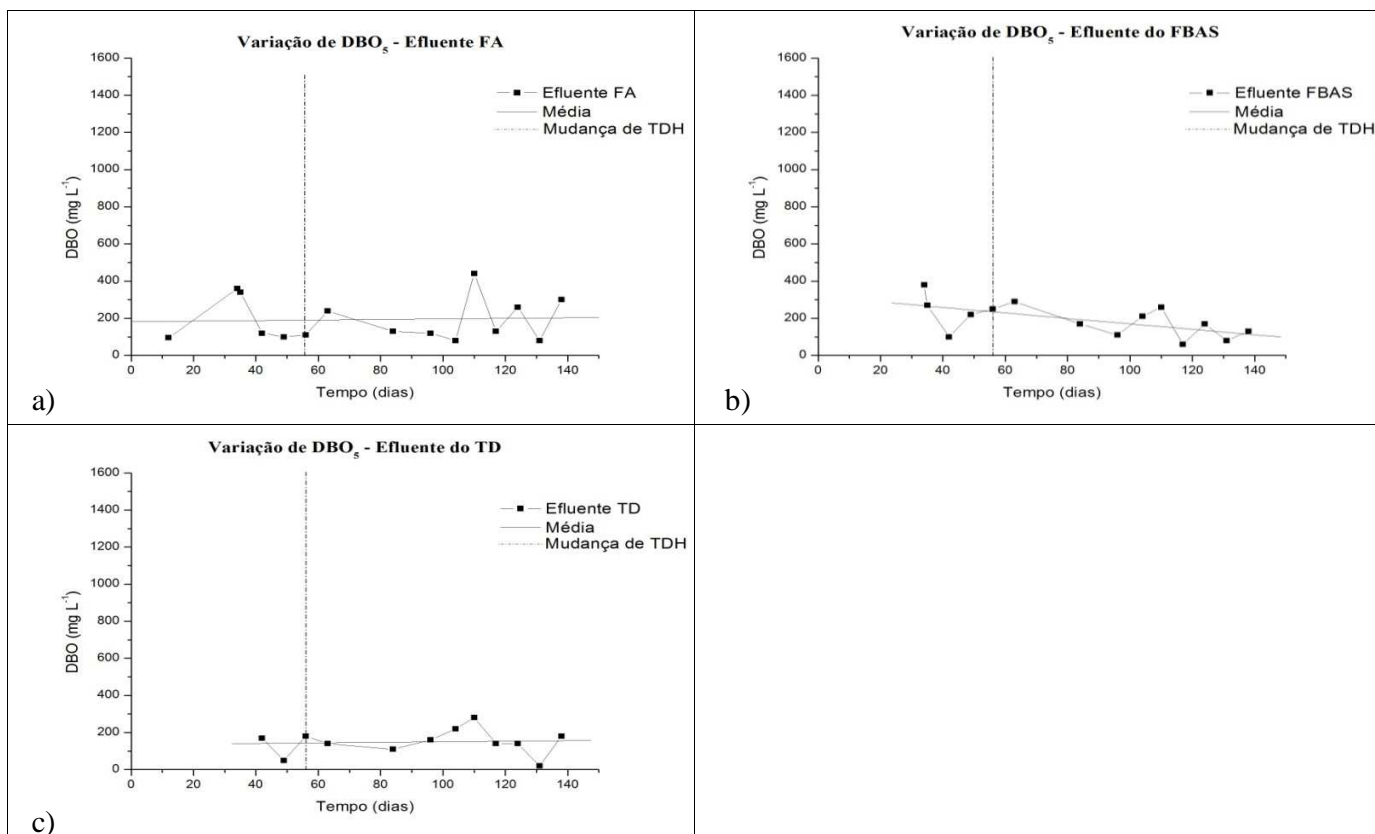 Variação de DBO5 - Efluente FA
1600
1400
1200
1000
800
600
400
200
0
DBO (mg L-1)
Efluente FA
Média
Mudança de TDH
0 20 40 60 80 100 120 140
Tempo (dias)
a)
Variação de DBO5 - Efluente do FBAS
1600
1400
1200
1000
800
600
400
200
0
DBO (mg L-1)
Efluente FBAS
Média
Mudança de TDH
0 20 40 60 80 100 120 140
Tempo (dias)
b)
Variação de DBO5 - Efluente do TD
1600
1400
1200
1000
800
600
400
200
0
DBO (mg L-1)
Efluente TD
Média
Mudança de TDH
0 20 40 60 80 100 120 140
Tempo (dias)
c)